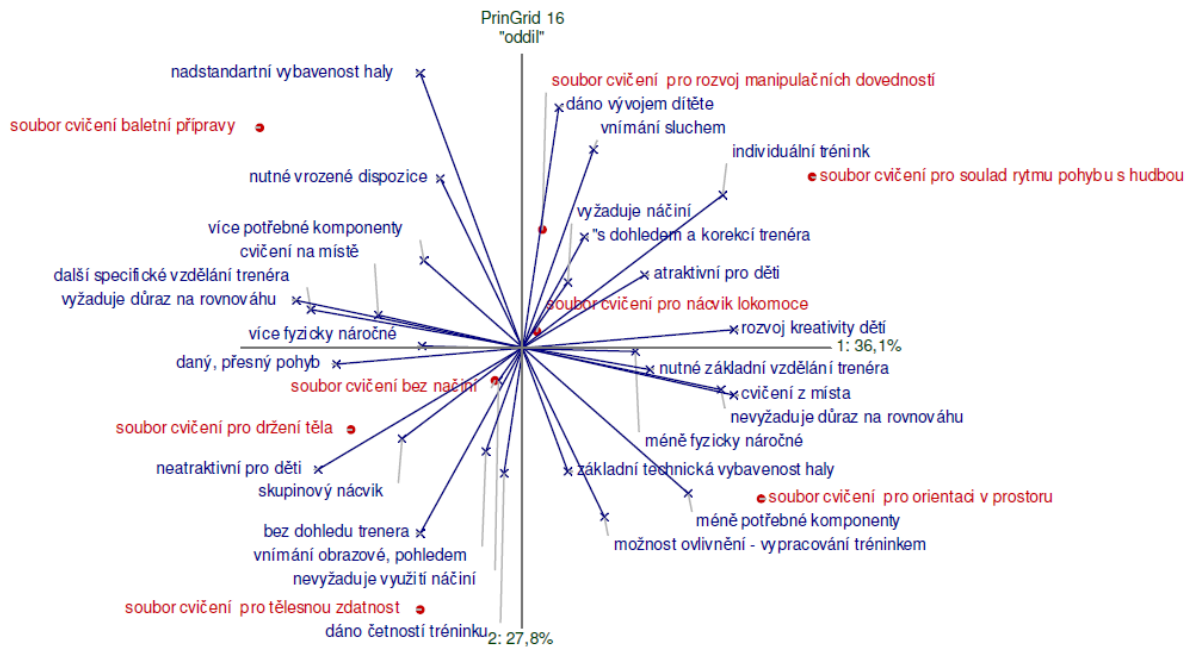 PrinGrid 16
"oddil"
nadstandartní vybavenost haly
soubor cvičení pro rozvoj manipulačních dovedností
dáno vývojem dítěte
soubor cvičení baletní přípravy
vnímání sluchem
individuální trénink
nutné vrozené dispozice
soubor cvičení pro soulad rytmu pohybu s hudbou
vyžaduje náčiní
více potřebné komponenty
"s dohledem a korekcí trenéra
cvičení na místě
další specifické vzdělání trenéra
atraktivní pro děti
vyžaduje důraz na rovnováhu
soubor cvičení pro nácvik lokomoce
více fyzicky náročné
rozvoj kreativity dětí
1: 36,1%
daný, přesný pohyb
nutné základní vzdělání trenéra
soubor cvičení bez načiní
cvičení z místa
nevyžaduje důraz na rovnováhu
soubor cvičení pro držení těla
méně fyzicky náročné
neatraktivní pro děti
základní technická vybavenost haly
skupinový nácvik
soubor cvičení pro orientaci v prostoru
méně potřebné komponenty
bez dohledu trenera
možnost ovlivnění - vypracování tréninkem
vnímání obrazové, pohledem
nevyžaduje využití náčiní
soubor cvičení pro tělesnou zdatnost
dáno četností tréninku
2: 27,8%